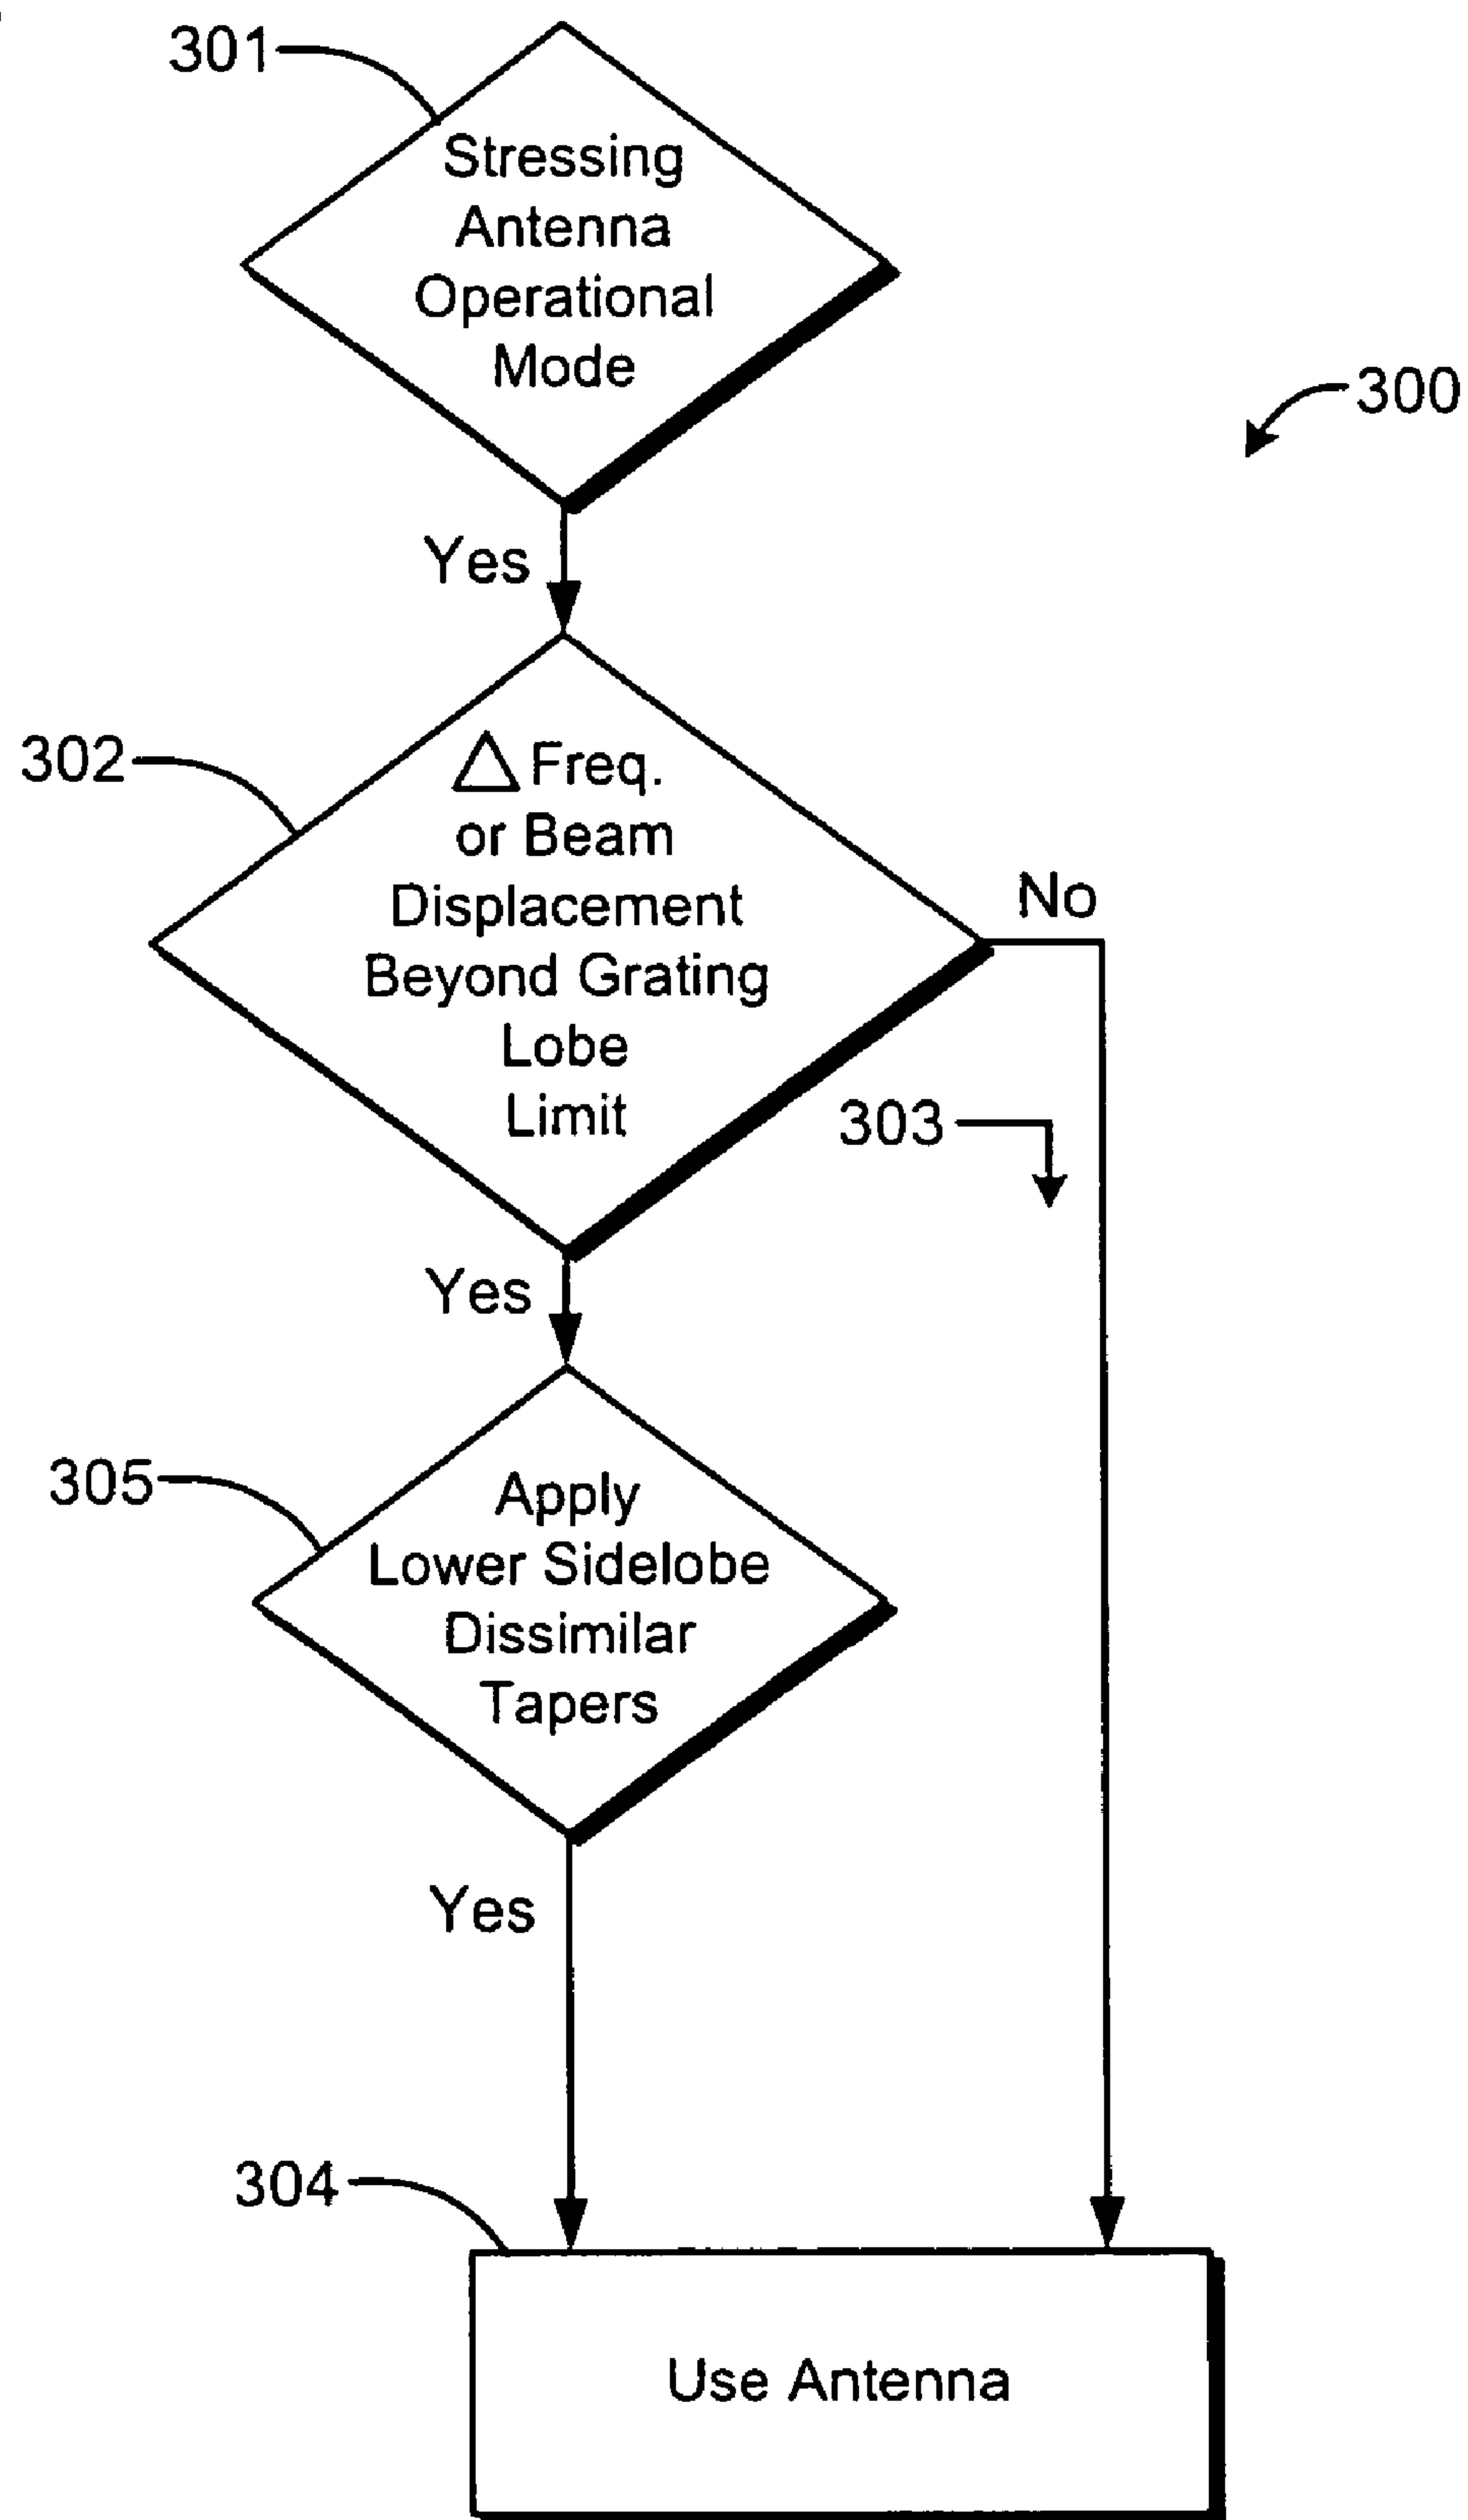 301
Stressing
Antenna
Operational
Mode
300
Yes
302
△ Freq.
or Beam
Displacement
Beyond Grating
Lobe
Limit
No
303
Yes
305
Apply
Lower Sidelobe
Dissimilar
Tapers
Yes
304
Use Antenna